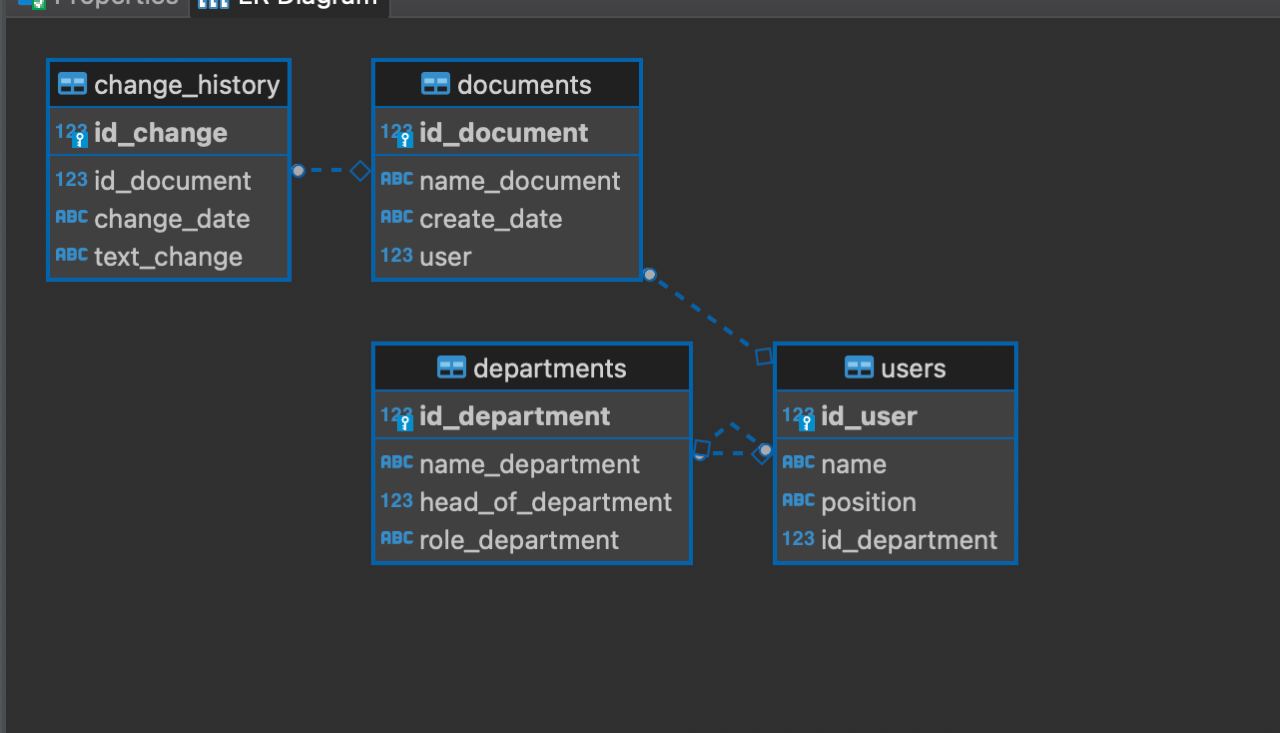 Properties ER Diagram
change_history
123 id_change
123 id_document
ABC change_date
ABC text_change
documents
123 id_document
ABC name_document
ABC create_date
123 user
departments
123 id_department
ABC name_department
123 head_of_department
ABC role_department
users
123 id_user
ABC name
ABC position
123 id_department